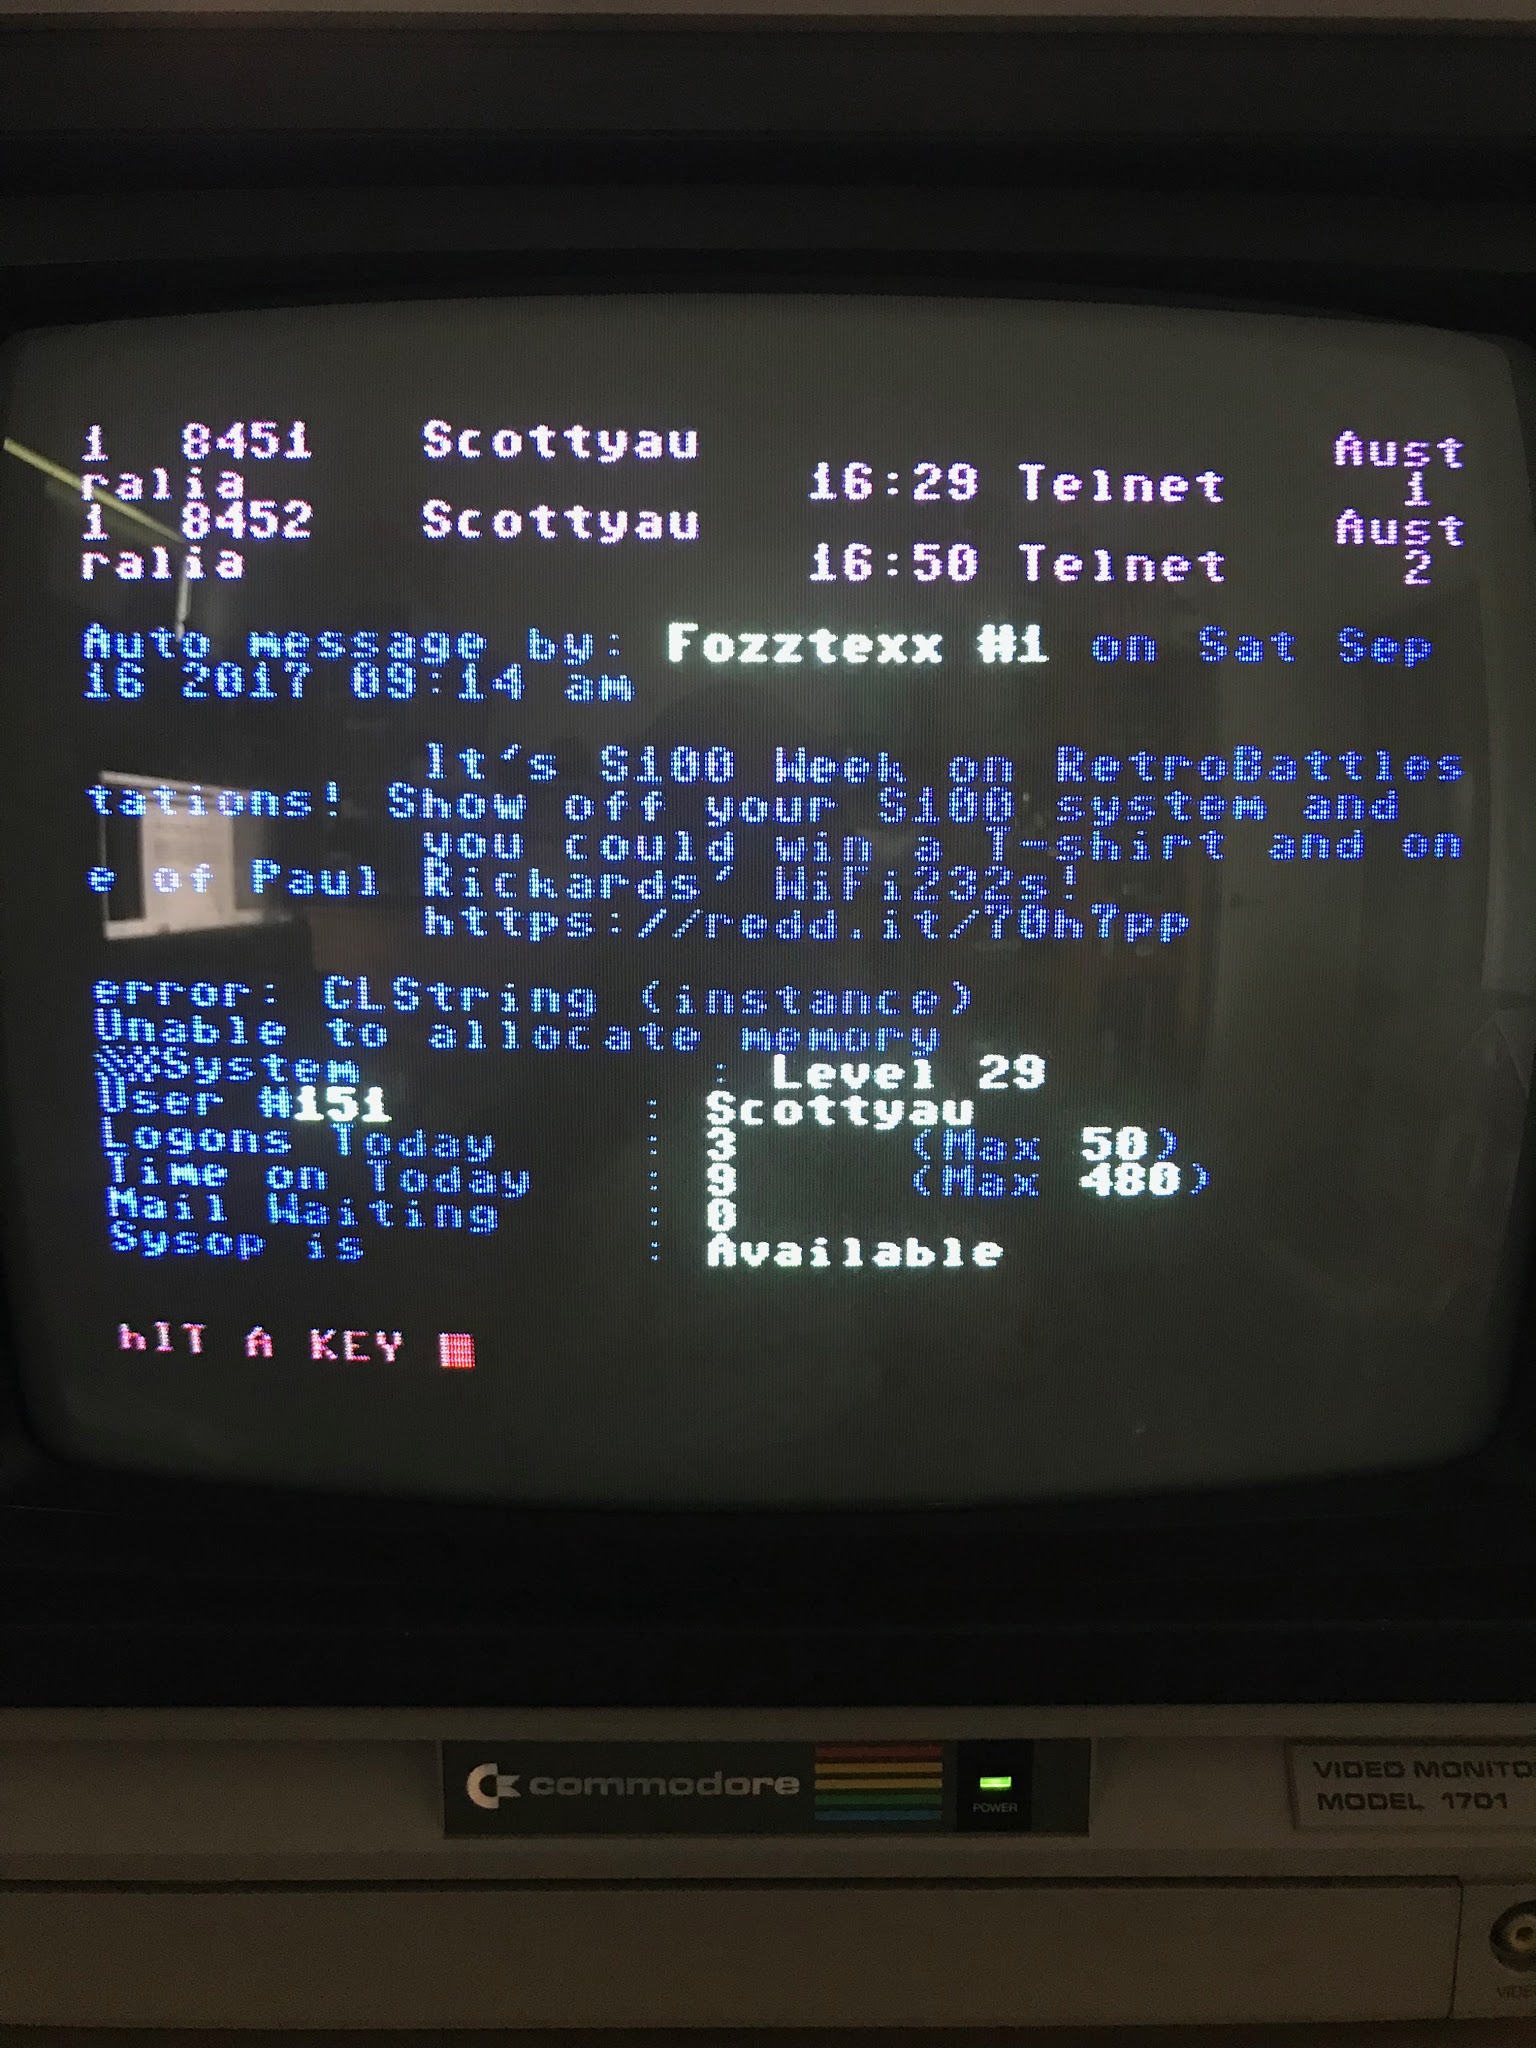 1  8451    Scottyau                Aust
ralia                 16:29 Telnet      1
1  8452    Scottyau                Aust
ralia                 16:50 Telnet      2
Auto message by: Fozztexx #1 on Sat Sep
16 2017 09:14 am
It's S100 Week on RetroBattles
tations! Show off your S100 system and
you could win a T-shirt and on
e of Paul Rickards' WiFi232s!
https://redd.it/70h7pp
error: CLString (instance)
Unable to allocate memory
System : Level 29
User #151 : Scottyau
Logons Today : 3 (Max 50)
Time on Today : 9 (Max 480)
Mail Waiting : 0
Sysop is : Available
hIT A KEY
commodore
POWER
VIDEO MONITO
MODEL 1701
VIDE